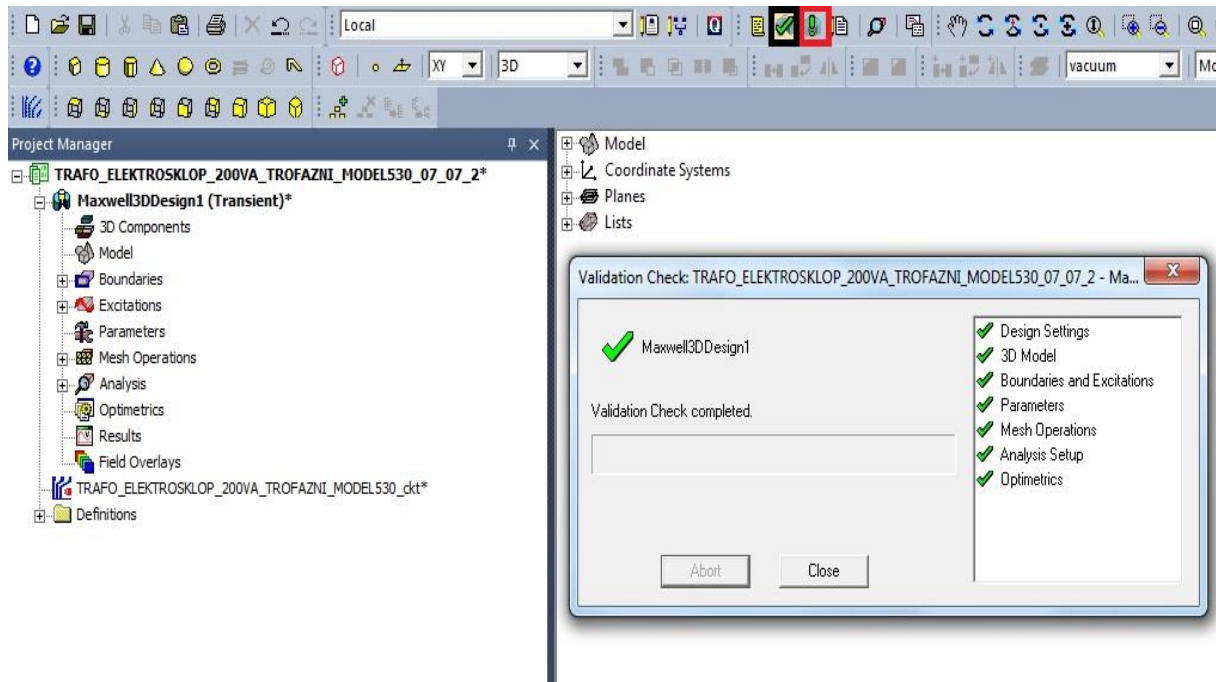 Local
XY
3D
vacuum
Project Manager
TRAFO_ELEKTROSKLOP_200VA_TROFAZNI_MODEL530_07_07_2*
Maxwell3DDesign1 (Transient)*
3D Components
Model
Boundaries
Excitations
Parameters
Mesh Operations
Analysis
Optimetrics
Results
Field Overlays
TRAFO_ELEKTROSKLOP_200VA_TROFAZNI_MODEL530_ckt*
Definitions
Model
Coordinate Systems
Planes
Lists
Validation Check: TRAFO_ELEKTROSKLOP_200VA_TROFAZNI_MODEL530_07_07_2 - Ma...
Maxwell3DDesign1
Validation Check completed.
Abort
Close
Design Settings
3D Model
Boundaries and Excitations
Parameters
Mesh Operations
Analysis Setup
Optimetrics